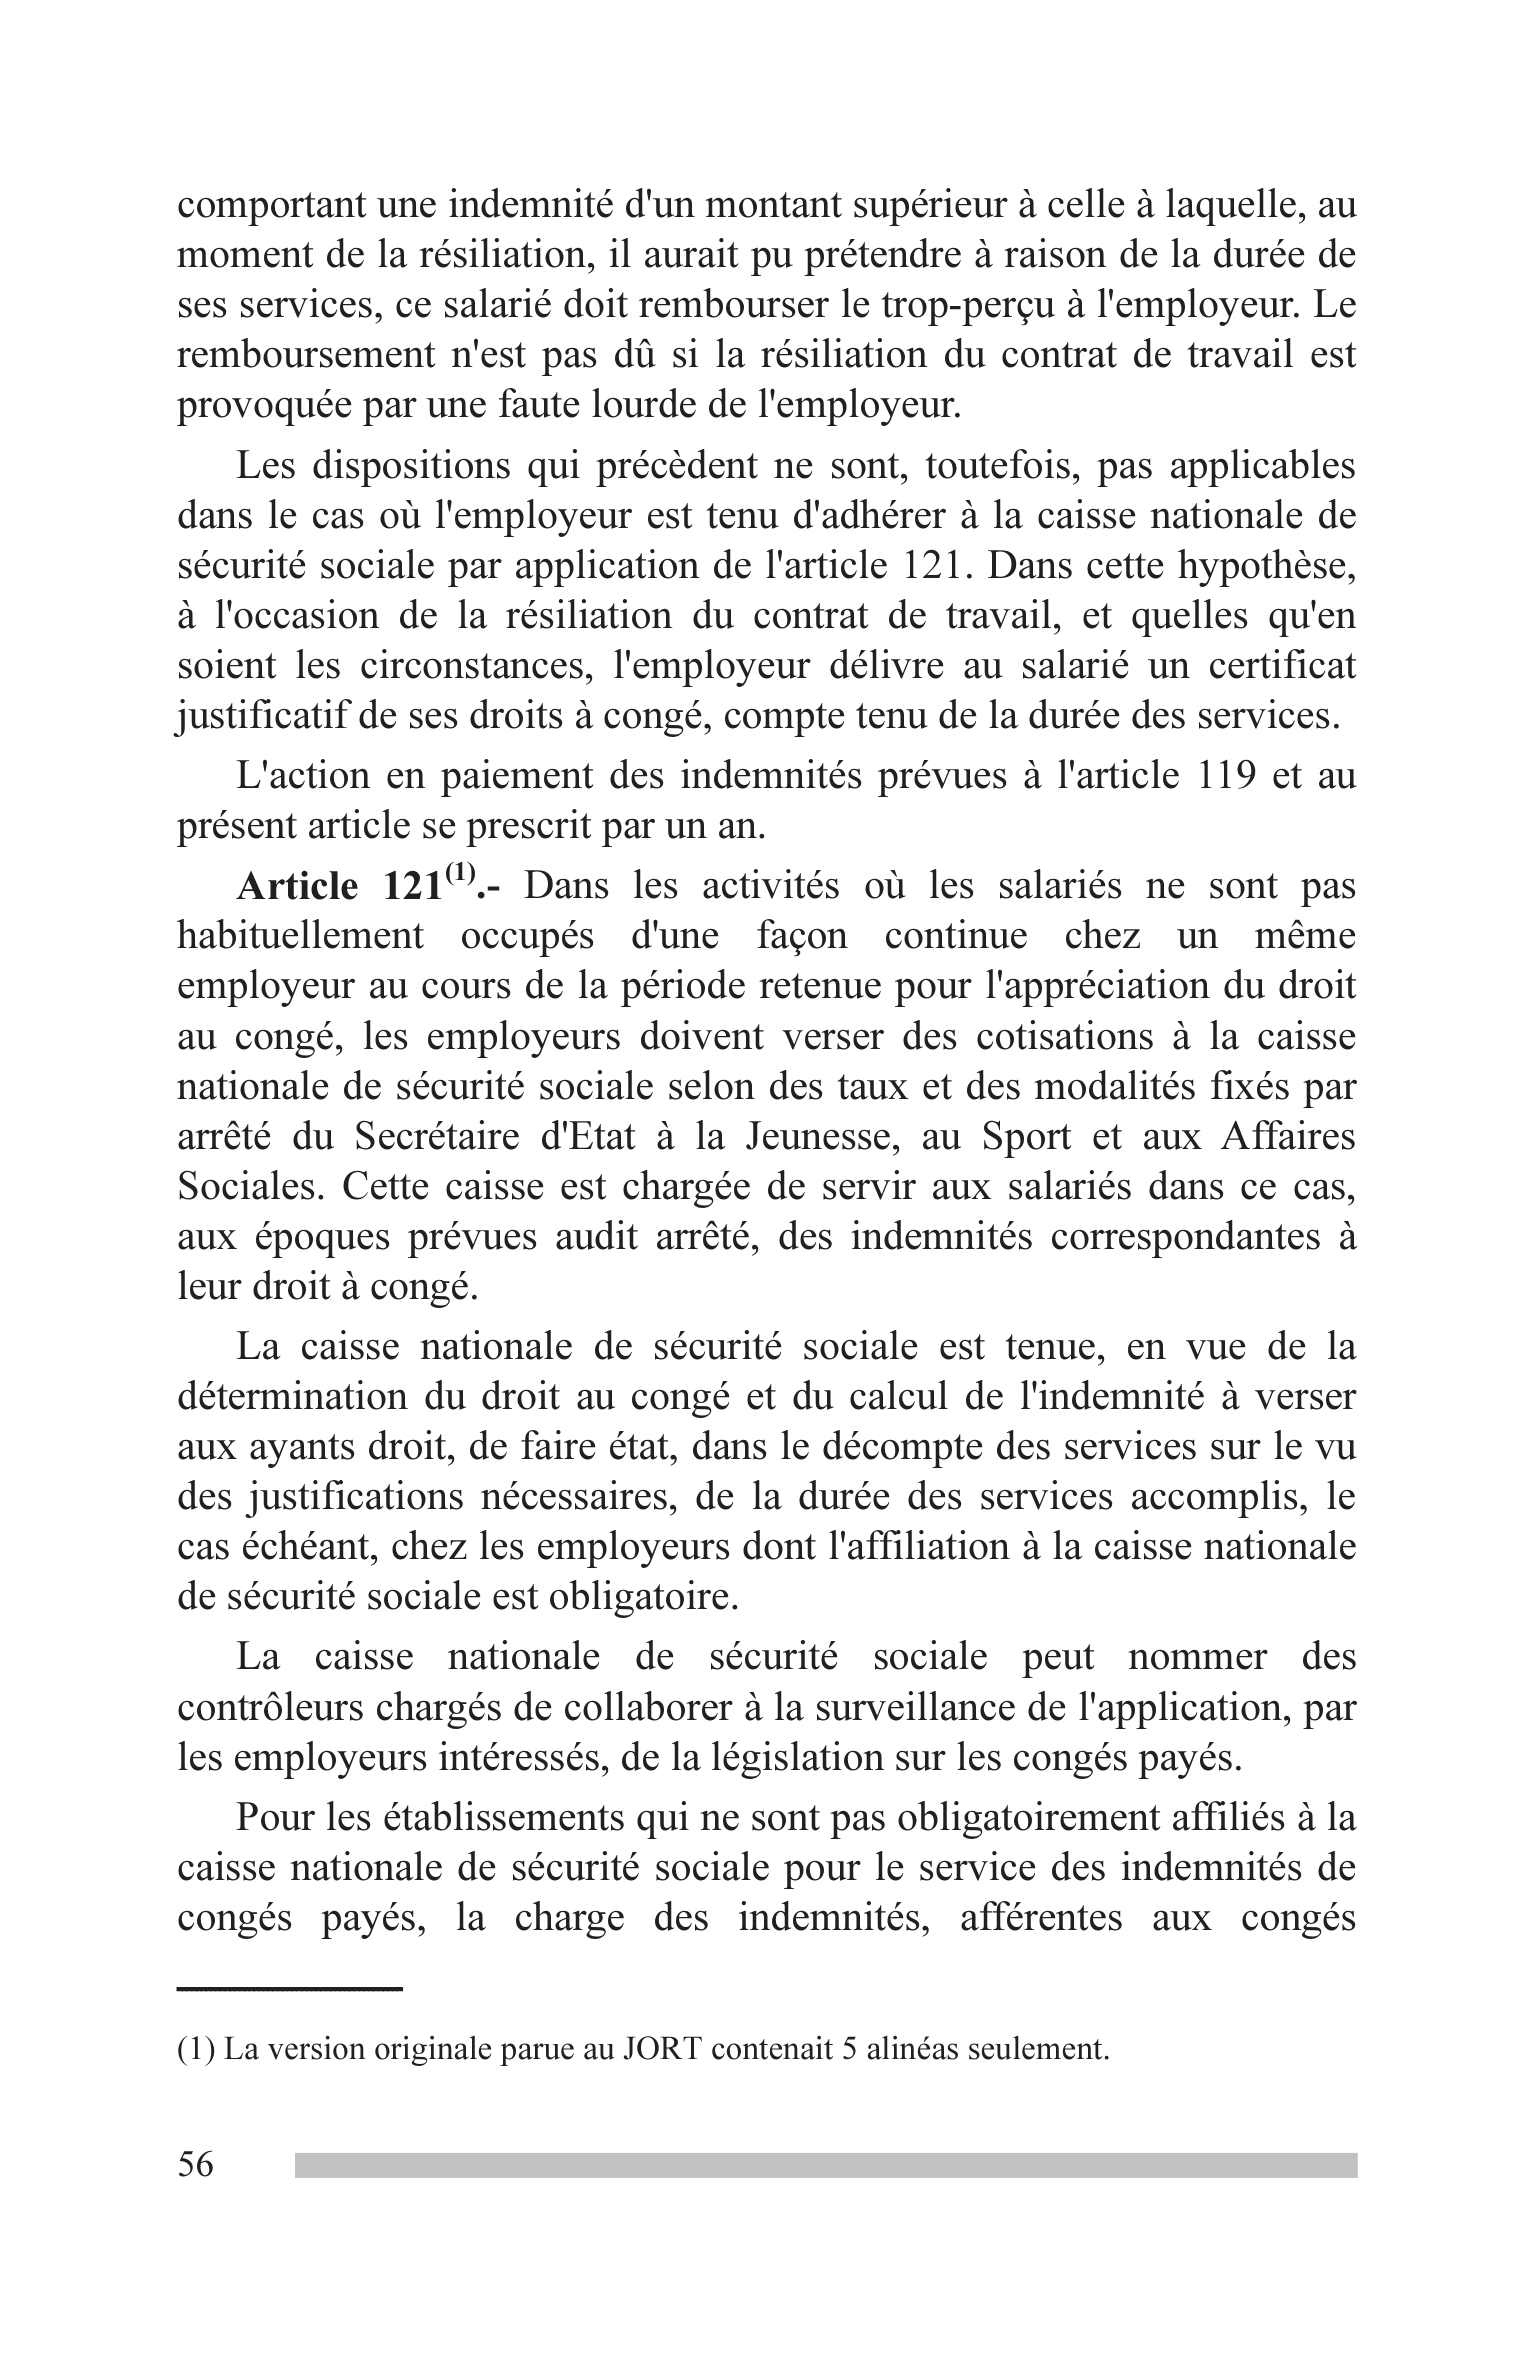 comportant une indemnité d'un montant supérieur à celle à laquelle, au
moment de la résiliation, il aurait pu prétendre à raison de la durée de
ses services, ce salarié doit rembourser le trop-perçu à l'employeur. Le
remboursement n'est pas dû si la résiliation du contrat de travail est
provoquée par une faute lourde de l'employeur.
Les dispositions qui précèdent ne sont, toutefois, pas applicables
dans le cas où l'employeur est tenu d'adhérer à la caisse nationale de
sécurité sociale par application de l'article 121. Dans cette hypothèse,
à l'occasion de la résiliation du contrat de travail, et quelles qu'en
soient les circonstances, l'employeur délivre au salarié un certificat
justificatif de ses droits à congé, compte tenu de la durée des services.
L'action en paiement des indemnités prévues à l'article 119 et au
présent article se prescrit par un an.
Article 121(1).- Dans les activités où les salariés ne sont pas
habituellement occupés d'une façon continue chez un même
employeur au cours de la période retenue pour l'appréciation du droit
au congé, les employeurs doivent verser des cotisations à la caisse
nationale de sécurité sociale selon des taux et des modalités fixés par
arrêté du Secrétaire d'Etat à la Jeunesse, au Sport et aux Affaires
Sociales. Cette caisse est chargée de servir aux salariés dans ce cas,
aux époques prévues audit arrêté, des indemnités correspondantes à
leur droit à congé.
La caisse nationale de sécurité sociale est tenue, en vue de la
détermination du droit au congé et du calcul de l'indemnité à verser
aux ayants droit, de faire état, dans le décompte des services sur le vu
des justifications nécessaires, de la durée des services accomplis, le
cas échéant, chez les employeurs dont l'affiliation à la caisse nationale
de sécurité sociale est obligatoire.
La caisse nationale de sécurité sociale peut nommer des
contrôleurs chargés de collaborer à la surveillance de l'application, par
les employeurs intéressés, de la législation sur les congés payés.
Pour les établissements qui ne sont pas obligatoirement affiliés à la
caisse nationale de sécurité sociale pour le service des indemnités de
congés payés, la charge des indemnités, afférentes aux congés
(1) La version originale parue au JORT contenait 5 alinéas seulement.
56